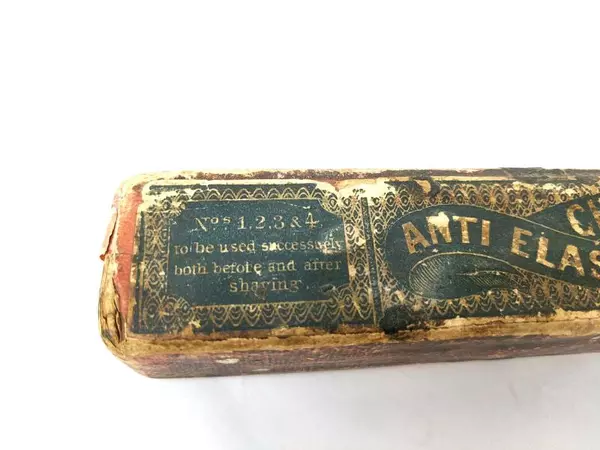 Nos 1.2.3 & 4
to be used successively
both before and after
shaving.
C
ANTI ELAS